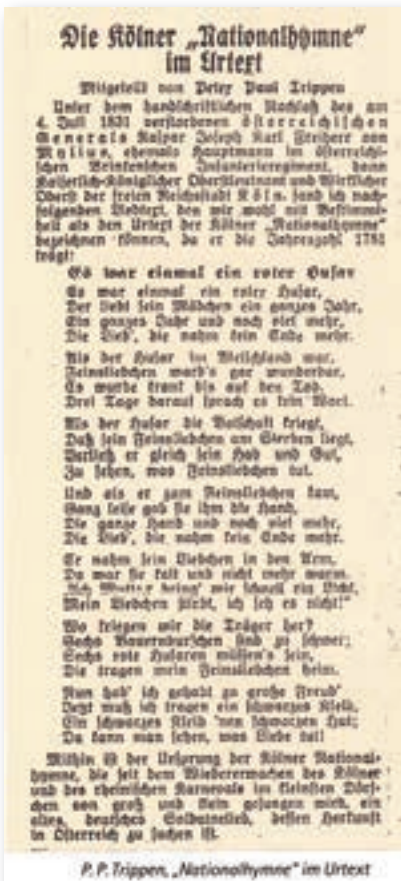 Die Kölner „Nationalhymne“
im Urtext
Mitgeteilt von Peter Paul Trippen
Unter dem handschriftlichen Nachlaß des am
4. Juli 1831 verstorbenen österreichischen
Generals Kaspar Joseph Karl Freiherr von
Mylius, ehemals Hauptmann im österreichi-
schen Infanterieregiment, dann
Kaiserlich-Königlicher Oberstleutnant und Wirklicher
Oberst der freien Reichsstadt Köln, fand ich nach-
folgenden Liedtext, den wir wohl mit Bestimmt-
heit als den Urtext der Kölner „Nationalhymne“
bezeichnen können, da er die Jahreszahl 1781
trägt:
Es war einmal ein roter Husar
Es war einmal ein roter Husar,
Der liebt sein Mädchen ein ganzes Jahr,
Ein ganzes Jahr und noch viel mehr,
Die Lieb', die nahm kein Ende mehr.
Als der Husar im Welschland war,
Feinsliebchen ward's gar wunderbar,
Es wurde krank bis auf den Tod,
Drei Tage darauf sprach es kein Wort.
Als der Husar die Botschaft kriegt,
Daß sein Feinsliebchen am Sterben liegt,
Verließ er gleich sein Hab und Gut,
Zu sehen, was Feinsliebchen tut.
Und als er zum Feinsliebchen kam,
Ganz leise gab sie ihm die Hand,
Die ganze Hand und noch viel mehr,
Die Lieb', die nahm kein Ende mehr.
Er nahm sein Liebchen in den Arm,
Da war sie kalt und nicht mehr warm.
„Ach Mutter bring' mir schnell ein Licht,
Mein Liebchen stirbt, ich seh es nicht!“
Wo kriegen wir die Träger her?
Sechs Bauernburschen sind zu schwer;
Sechs rote Husaren müssen's sein,
Die tragen mein Feinsliebchen heim.
Nun hab' ich gehabt zu große Freud'
Jetzt muß ich tragen ein schwarzes Kleid,
Ein schwarzes Kleid 'nen schwarzen Hut;
Da kann man sehen, was Liebe tut!
Mithin ist der Ursprung der Kölner National-
hymne, die seit dem Wiedererwachen des Kölner
und des rheinischen Karnevals im kleinsten Dörf-
chen von groß und klein gesungen wird, ein
altes, deutsches Soldatenlied, dessen Herkunft
in Österreich zu suchen ist.
P. P. Trippen, „Nationalhymne“ im Urtext